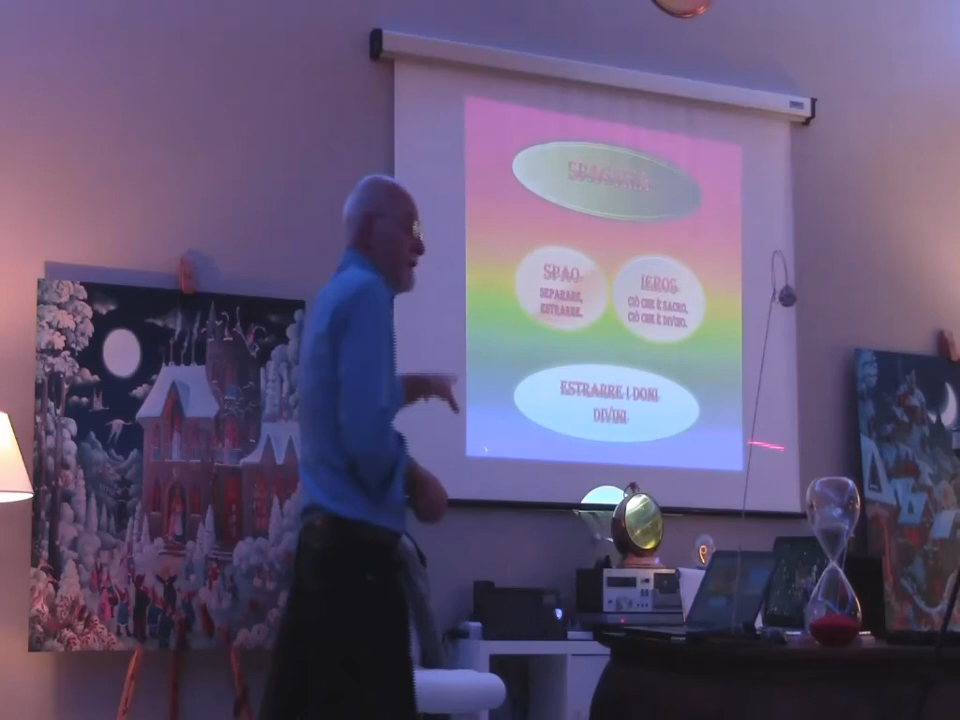 SPAO
SEPARARE,
ESTRARRE.
IEROS
CIÒ CHE È SACRO,
CIÒ CHE È DIVINO.
ESTRARRE I DONI
DIVINI